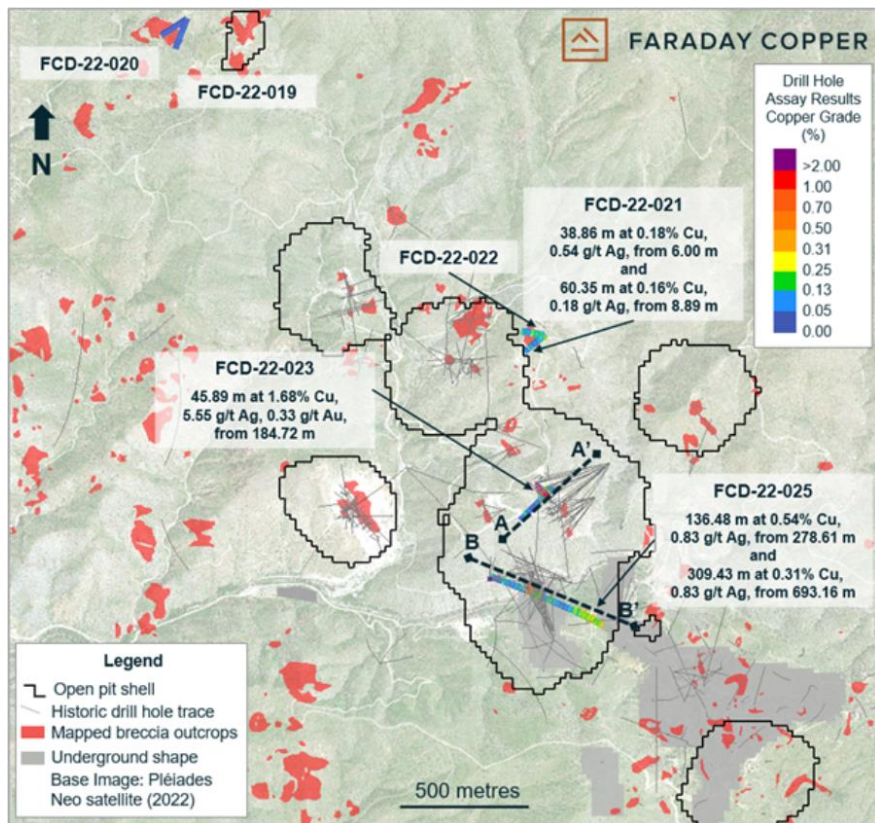 FARADAY COPPER
FCD-22-020
FCD-22-019
N
Drill Hole
Assay Results
Copper Grade
(%)
>2.00
1.00
0.70
0.50
0.31
0.25
0.13
0.05
0.00
FCD-22-021
38.86 m at 0.18% Cu,
0.54 g/t Ag, from 6.00 m
and
60.35 m at 0.16% Cu,
0.18 g/t Ag, from 8.89 m
FCD-22-022
FCD-22-023
45.89 m at 1.68% Cu,
5.55 g/t Ag, 0.33 g/t Au,
from 184.72 m
A'
A
B
B'
FCD-22-025
136.48 m at 0.54% Cu,
0.83 g/t Ag, from 278.61 m
and
309.43 m at 0.31% Cu,
0.83 g/t Ag, from 693.16 m
Legend
Open pit shell
Historic drill hole trace
Mapped breccia outcrops
Underground shape
Base Image: Pléiades
Neo satellite (2022)
500 metres